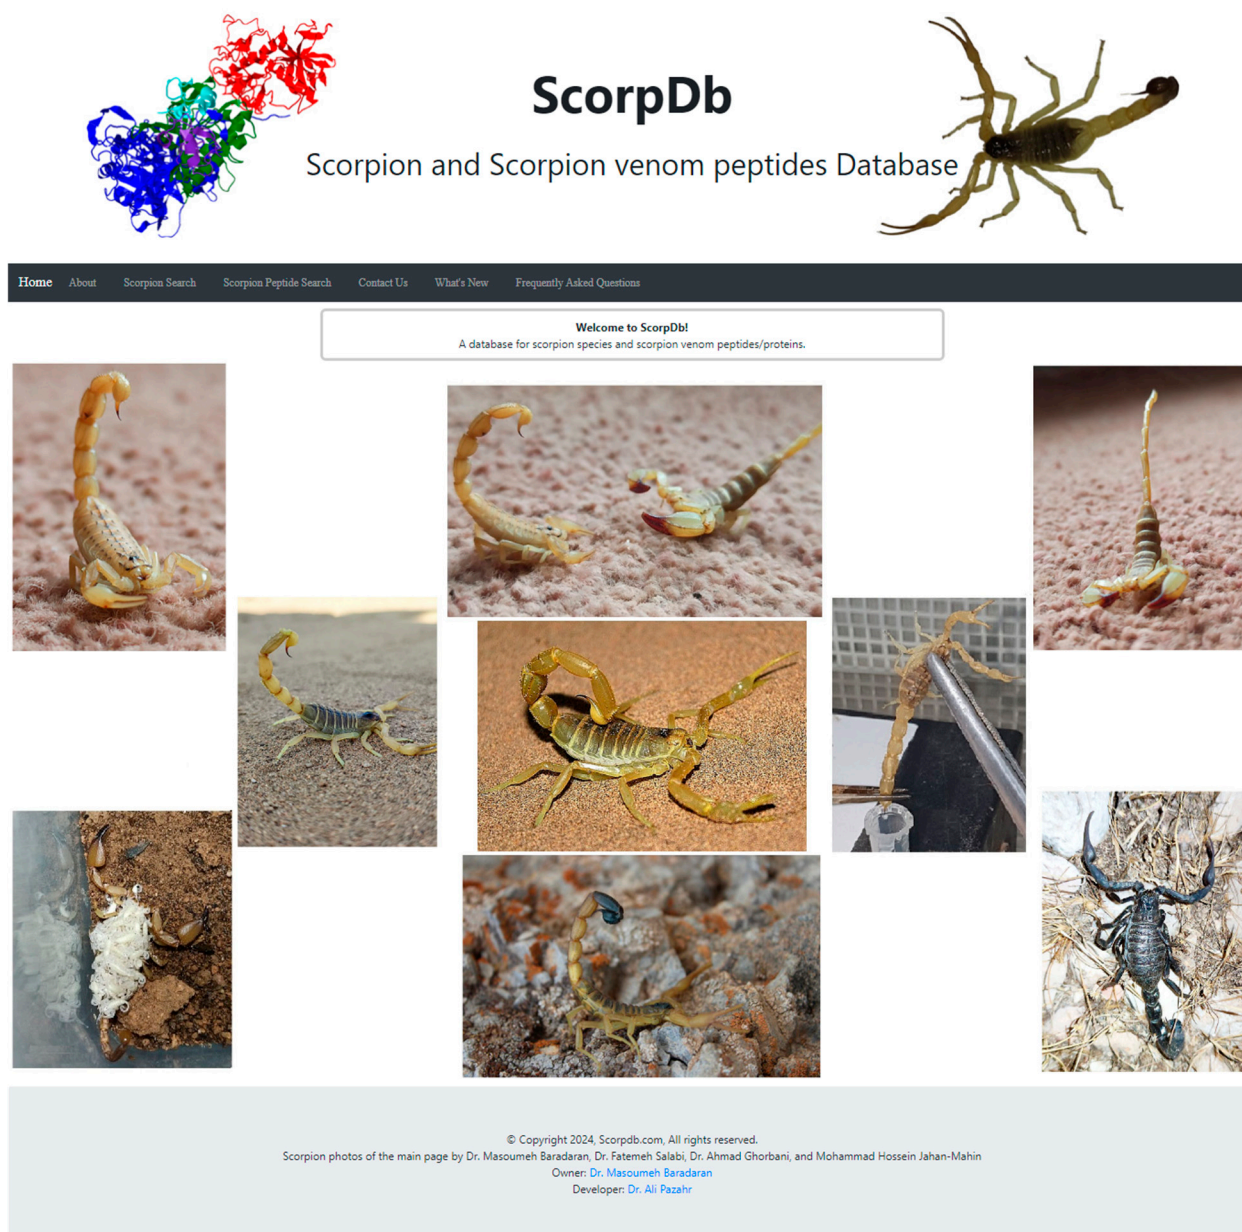 ScorpDb
Scorpion and Scorpion venom peptides Database
Home About Scorpion Search Scorpion Peptide Search Contact Us What's New Frequently Asked Questions
Welcome to ScorpDb!
A database for scorpion species and scorpion venom peptides/proteins.
© Copyright 2024, Scorpdb.com, All rights reserved.
Scorpion photos of the main page by Dr. Masoumeh Baradaran, Dr. Fatemeh Salabi, Dr. Ahmad Ghorbani, and Mohammad Hossein Jahan-Mahin
Owner: Dr. Masoumeh Baradaran
Developer: Dr. Ali Pazahr